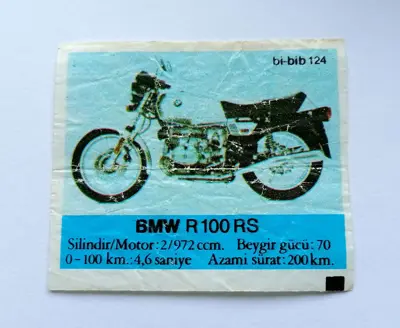 bi-bib 124
BMW R 100 RS
Silindir/Motor: 2/972 ccm. Beygir gücü: 70
0-100 km.: 4,6 saniye Azami sürat: 200 km.